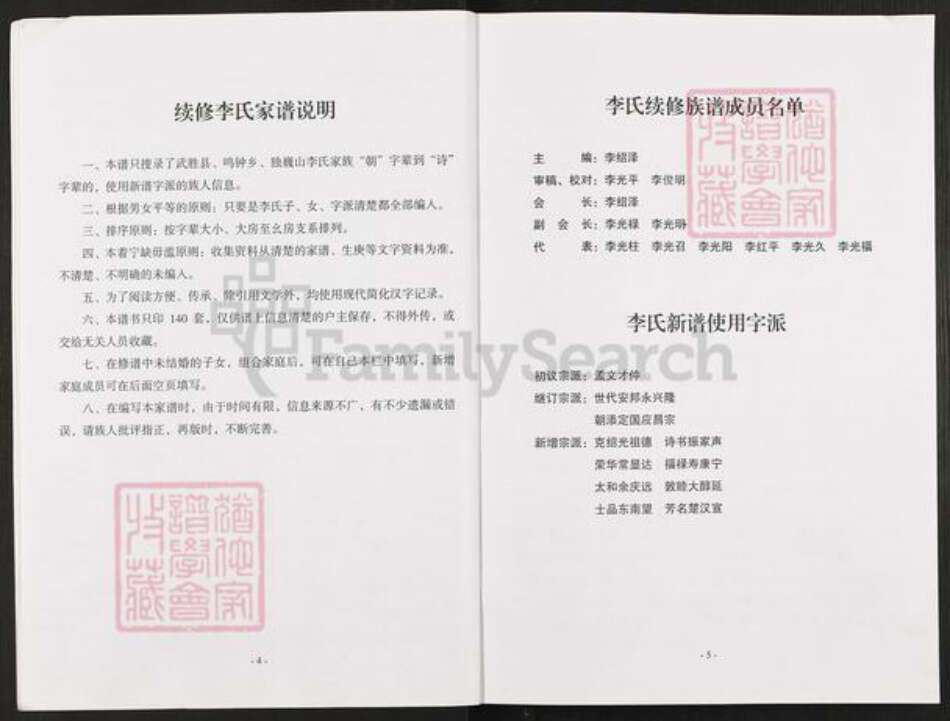 续修李氏家谱说明
一、本谱只搜录了武胜县、鸣钟乡、独巍山李氏家族“朝”字辈到“诗”
字辈的，使用新谱字派的族人信息。
二、根据男女平等的原则：只要是李氏子、女、字派清楚都全部编入。
三、排序原则：按字辈大小、大房至幺房支系排列。
四、本着宁缺毋滥原则：收集资料从清楚的家谱、生庚等文字资料为准，
不清楚、不明确的未编入。
五、为了阅读方便、传承、除引用文学外，均使用现代简化汉字记录。
六、本谱书只印 140 套，仅供谱上信息清楚的户主保存，不得外传，或
交给无关人员收藏。
七、在修谱中未结婚的子女，组合家庭后，可在自己本栏中填写，新增
家庭成员可在后面空页填写。
八、在编写本家谱时，由于时间有限，信息来源不广，有不少遗漏或错
误，请族人批评指正，再版时，不断完善。
- 4 -
李氏续修族谱成员名单
主 编：李绍泽
审稿、校对：李光平 李俊明
会 长：李绍泽
副 会 长：李光禄 李光明
代 表：李光柱 李光召 李光阳 李红平 李光久 李光福
李氏新谱使用字派
初议宗派：孟文才仲
继订宗派：世代安邦永兴隆
朝添定国应昌宗
新增宗派：克绍光祖德 诗书振家声
荣华常显达 福禄寿康宁
太和余庆远 敦睦大醇延
士品东南望 芳名楚汉宣
- 5 -
FamilySearch